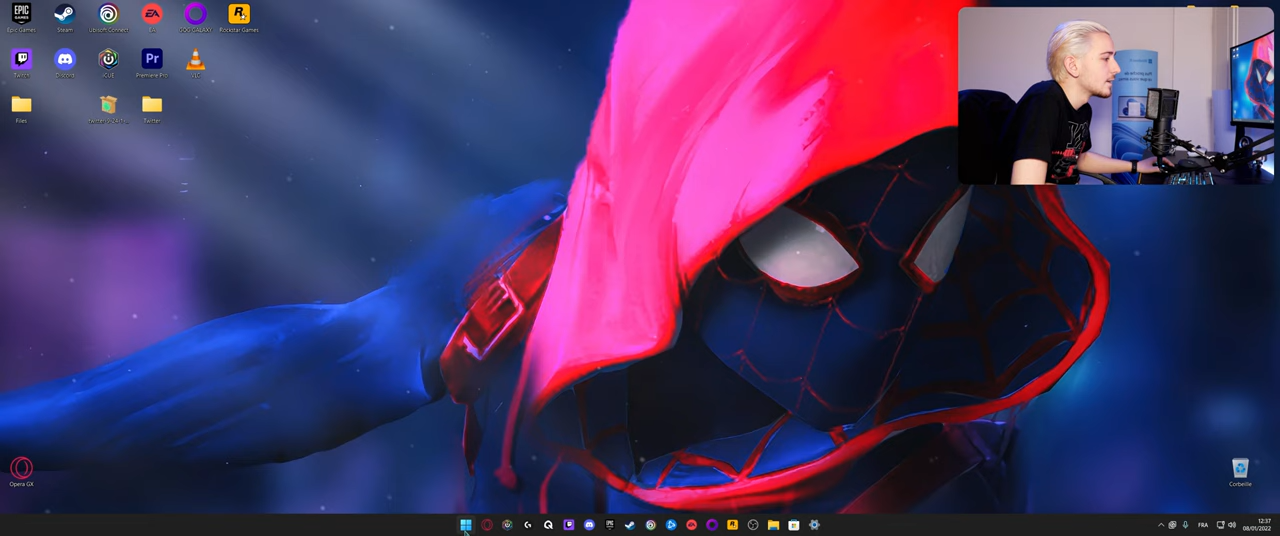 EPIC GAMES
Epic Games
Steam
Ubisoft Connect
EA
EA
GOG GALAXY
R
Rockstar Games
Twitch
Discord
iCUE
Pr
Premiere Pro
VLC
Files
Twitter
Opera GX
Corbeille
FRA
12:37
08/01/2022